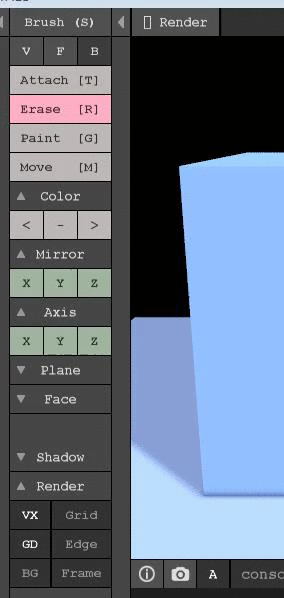 Brush (S)
Render
V F B
Attach [T]
Erase [R]
Paint [G]
Move [M]
Color
< - >
Mirror
X Y Z
Axis
X Y Z
Plane
Face
Shadow
Render
VX Grid
GD Edge
BG Frame
A